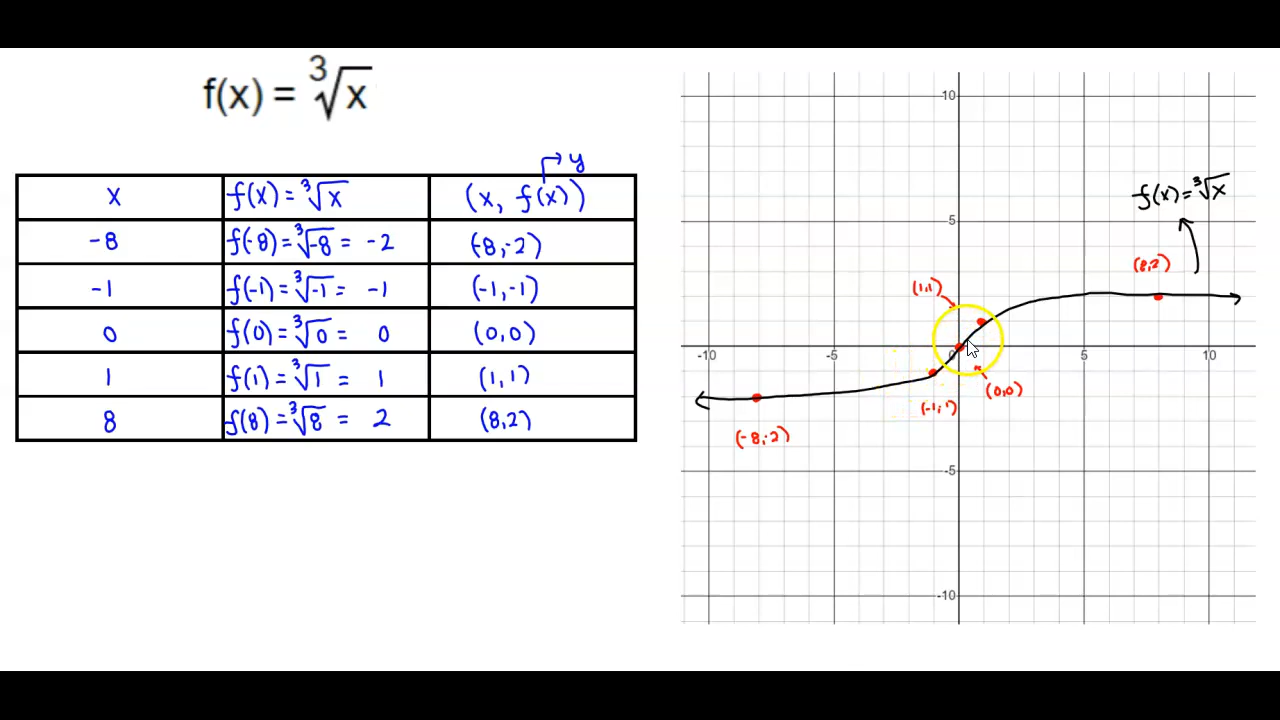 f(x) = ∛x
→ y
x f(x) = ∛x (x, f(x))
-8 f(-8) = ∛-8 = -2 (-8,-2)
-1 f(-1) = ∛-1 = -1 (-1,-1)
0 f(0) = ∛0 = 0 (0,0)
1 f(1) = ∛1 = 1 (1,1)
8 f(8) = ∛8 = 2 (8,2)
10
f(x) = ∛x
5
(8,2)
(1,1)
-10 -5 0 5 10
(0,0)
(-1,-1)
(-8,-2)
-5
-10